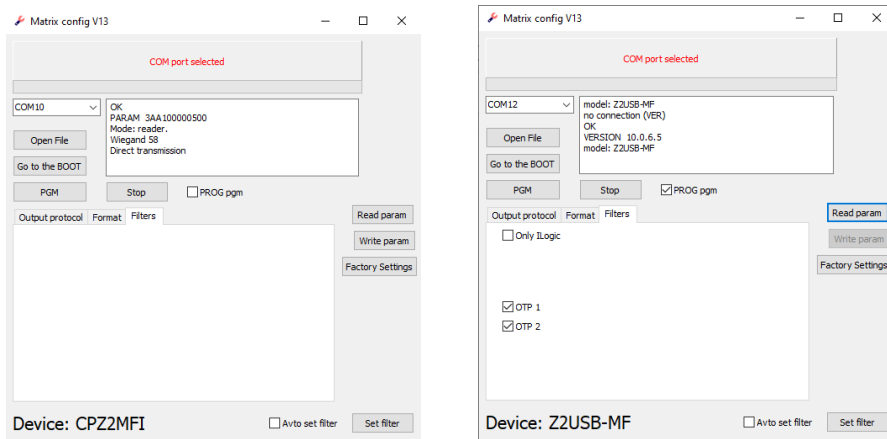 Matrix config V13
COM port selected
COM10
OK
PARAM 3AA100000500
Mode: reader.
Wiegand 58
Direct transmission
Open File
Go to the BOOT
PGM
Stop
PROG pgm
Output protocol
Format
Filters
Read param
Write param
Factory Settings
Device: CPZ2MFI
Avto set filter
Set filter
Matrix config V13
COM port selected
COM12
model: Z2USB-MF
no connection (VER)
OK
VERSION 10.0.6.5
model: Z2USB-MF
Open File
Go to the BOOT
PGM
Stop
PROG pgm
Output protocol
Format
Filters
Only ILogic
OTP 1
OTP 2
Read param
Write param
Factory Settings
Device: Z2USB-MF
Avto set filter
Set filter